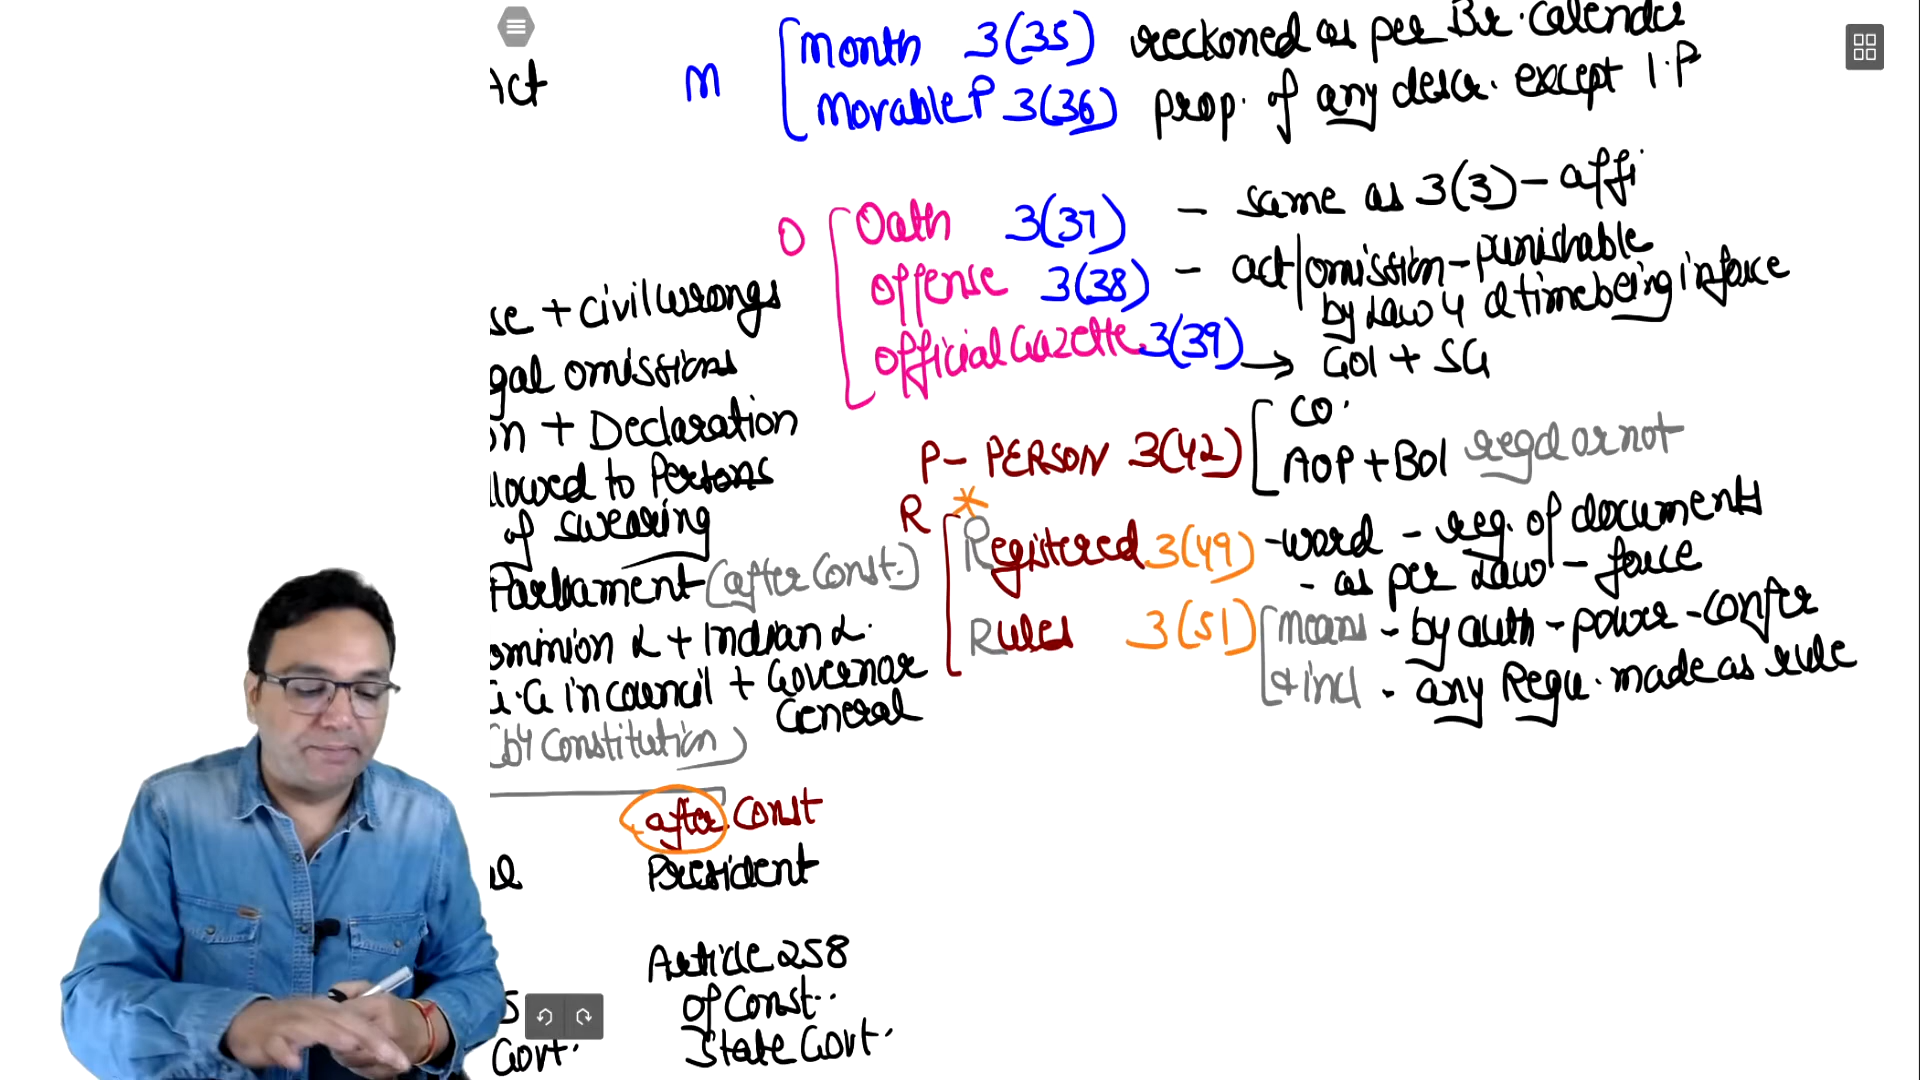 Act
M
Month 3(35) reckoned as per Br. Calender
Movable P 3(36) prop. of any descr. except I.P
O
Oath 3(37) - same as 3(3) - affi
offense 3(38) - act/omission - punishable
by Law 4 d time being in force
official Gazette 3(39) → GOI + SG
se + civil wrongs
gal omissions
on + Declaration
llowed to Persons
of swearing
Parliament (after Const.)
ominion L + Indian L.
G.G in council + Governor
General
(by Constitution)
P - PERSON 3(42)
Co.
AOP + BOI regd or not
R
Registered 3(49) - word - reg. of documents
- as per Law - force
Rules 3(51) means - by auth - power - confer
& incl - any Regu. made as rule
after Const
President
Article 258
of Const..
State Govt.
Govt.